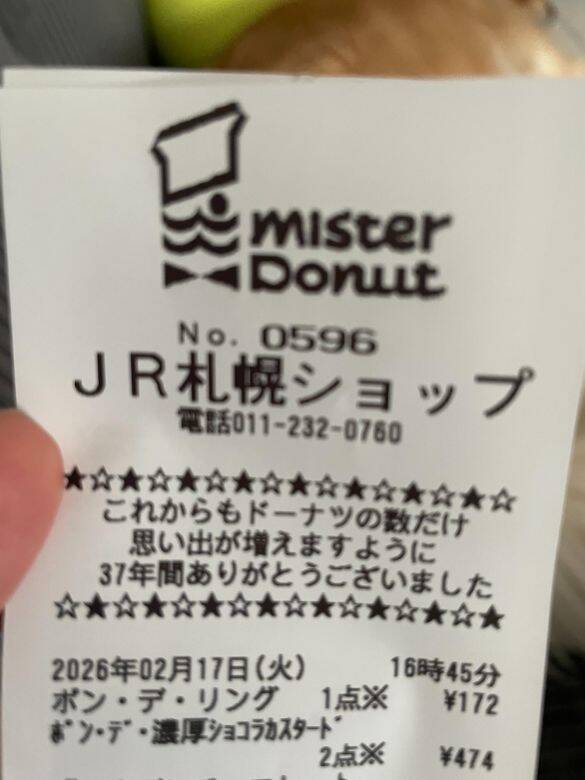 mister
Donut
No. 0596
JR札幌ショップ
電話011-232-0760
★☆★☆★☆★☆★☆★☆★☆★☆
これからもドーナツの数だけ
思い出が増えますように
37年間ありがとうございました
☆★☆★☆★☆★☆★☆★☆★☆★
2026年02月17日(火) 16時45分
ポン・デ・リング 1点※ ¥172
ポン・デ・濃厚ショコラカスタード
2点※ ¥474